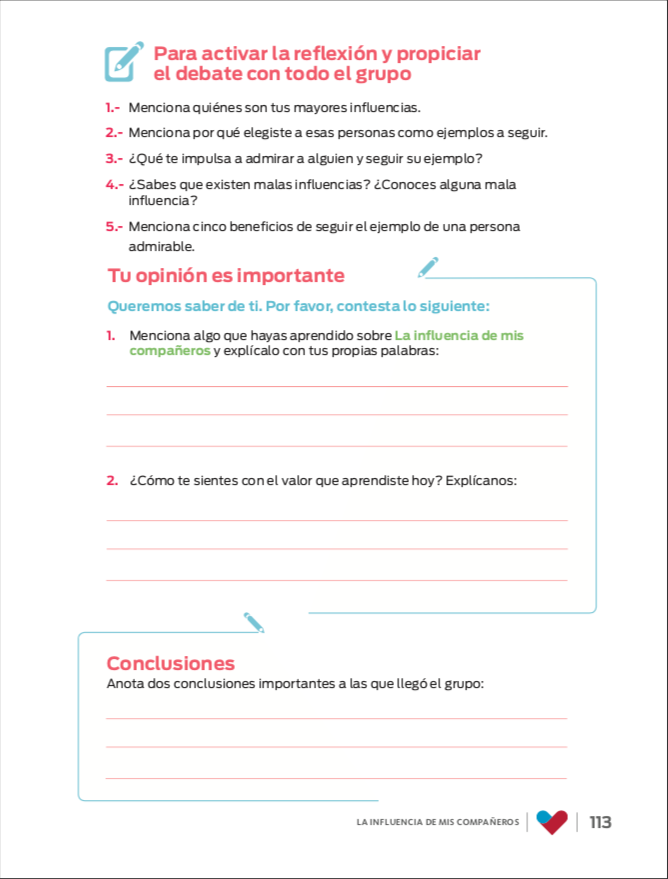 Para activar la reflexión y propiciar
el debate con todo el grupo
1.- Menciona quiénes son tus mayores influencias.
2.- Menciona por qué elegiste a esas personas como ejemplos a seguir.
3.- ¿Qué te impulsa a admirar a alguien y seguir su ejemplo?
4.- ¿Sabes que existen malas influencias? ¿Conoces alguna mala
influencia?
5.- Menciona cinco beneficios de seguir el ejemplo de una persona
admirable.
Tu opinión es importante
Queremos saber de ti. Por favor, contesta lo siguiente:
1. Menciona algo que hayas aprendido sobre La influencia de mis
compañeros y explícalo con tus propias palabras:
2. ¿Cómo te sientes con el valor que aprendiste hoy? Explícanos:
Conclusiones
Anota dos conclusiones importantes a las que llegó el grupo:
LA INFLUENCIA DE MIS COMPAÑEROS 113